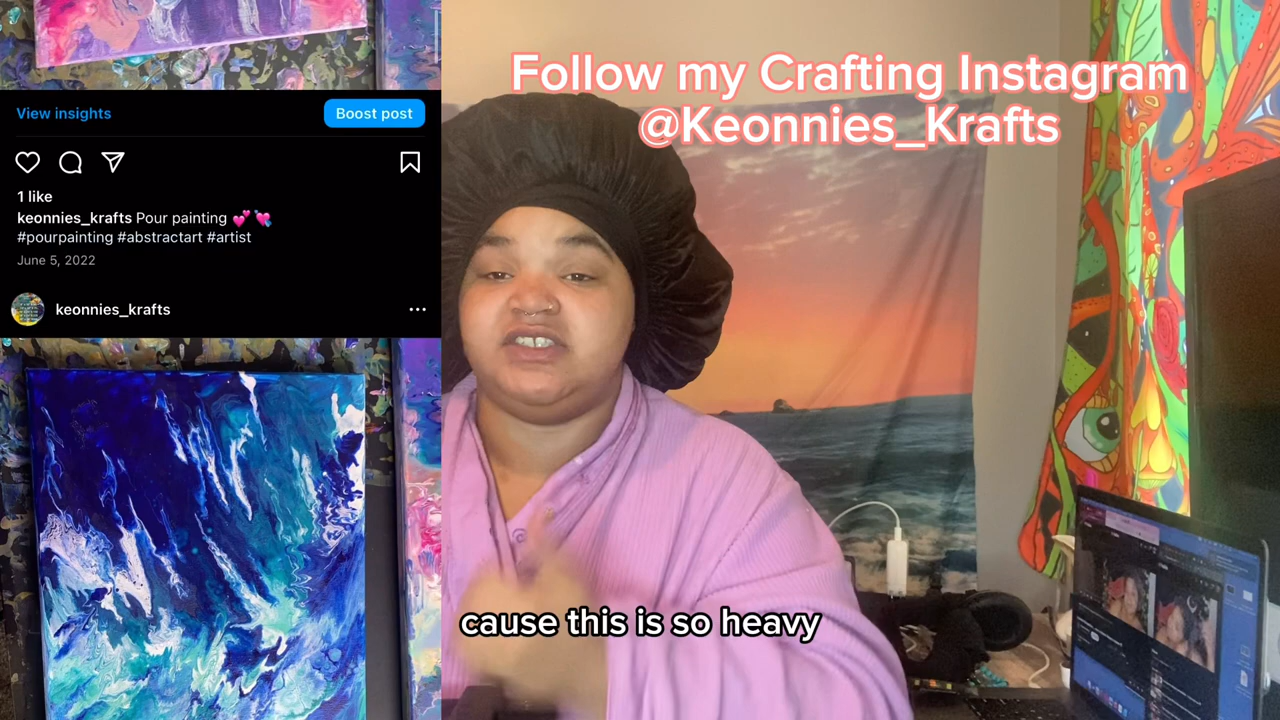 View insights
Boost post
1 like
keonnies_krafts Pour painting 💕 💘
#pourpainting #abstractart #artist
June 5, 2022
keonnies_krafts
Follow my Crafting Instagram
@Keonnies_Krafts
cause this is so heavy